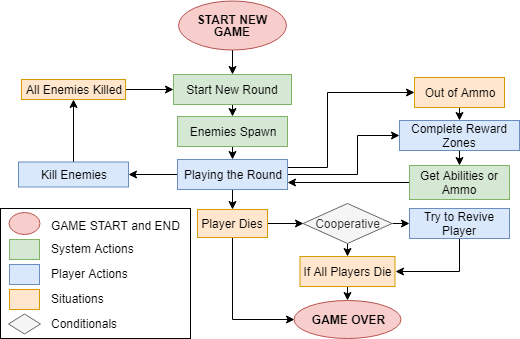 START NEW
GAME
All Enemies Killed
Start New Round
Out of Ammo
Enemies Spawn
Complete Reward
Zones
Kill Enemies
Playing the Round
Get Abilities or
Ammo
Player Dies
Cooperative
Try to Revive
Player
If All Players Die
GAME OVER
GAME START and END
System Actions
Player Actions
Situations
Conditionals